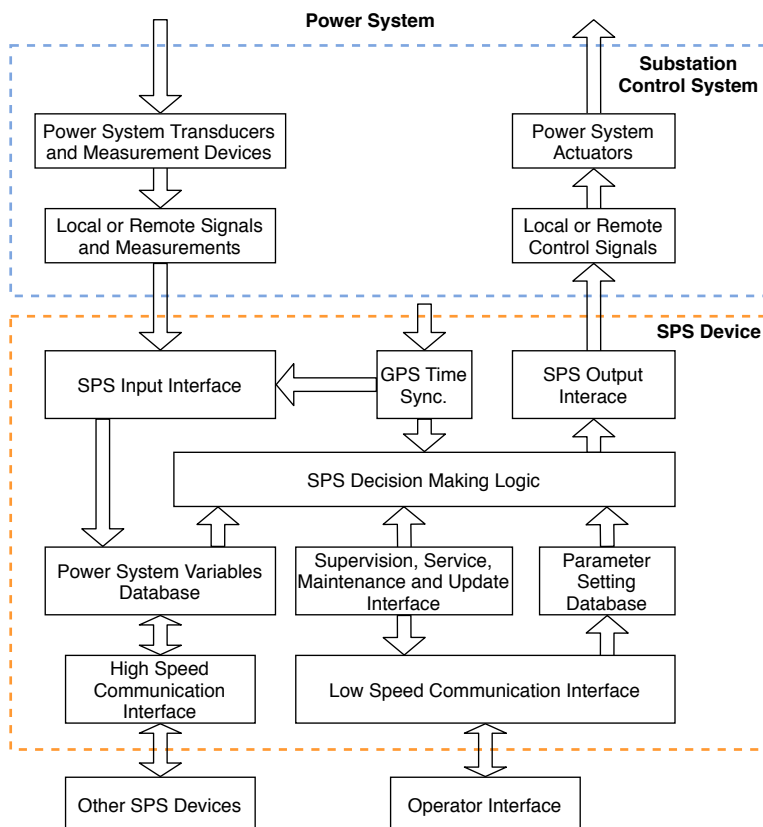 Power System
Substation
Control System
Power System Transducers
and Measurement Devices
Power System
Actuators
Local or Remote Signals
and Measurements
Local or Remote
Control Signals
SPS Device
SPS Input Interface
GPS Time
Sync.
SPS Output
Interace
SPS Decision Making Logic
Power System Variables
Database
Supervision, Service,
Maintenance and Update
Interface
Parameter
Setting
Database
High Speed
Communication
Interface
Low Speed Communication Interface
Other SPS Devices
Operator Interface